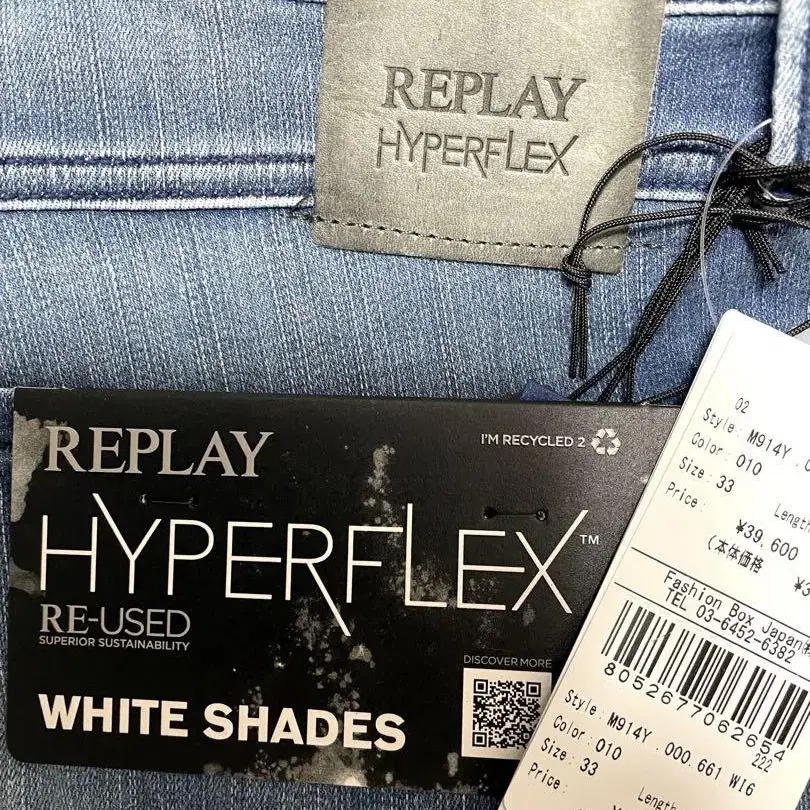 REPLAY
HYPERFLEX
REPLAY
I'M RECYCLED 2
HYPERFLEX™
RE-USED
SUPERIOR SUSTAINABILITY
DISCOVER MORE
WHITE SHADES
02
Style: M914Y .0
Color: 010
Size: 33
Length
Price:
¥39,600
(本体価格 ¥3
Fashion Box Japan
TEL 03-6452-6382
8052677062654
222
Style: M914Y .000.661 WI6
Color: 010
Size: 33
Length
Price: